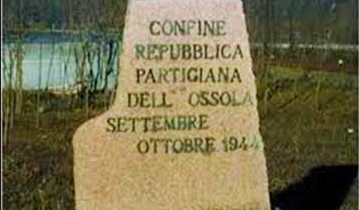 CONFINE
REPUBBLICA
PARTIGIANA
DELL' OSSOLA
SETTEMBRE
OTTOBRE 1944